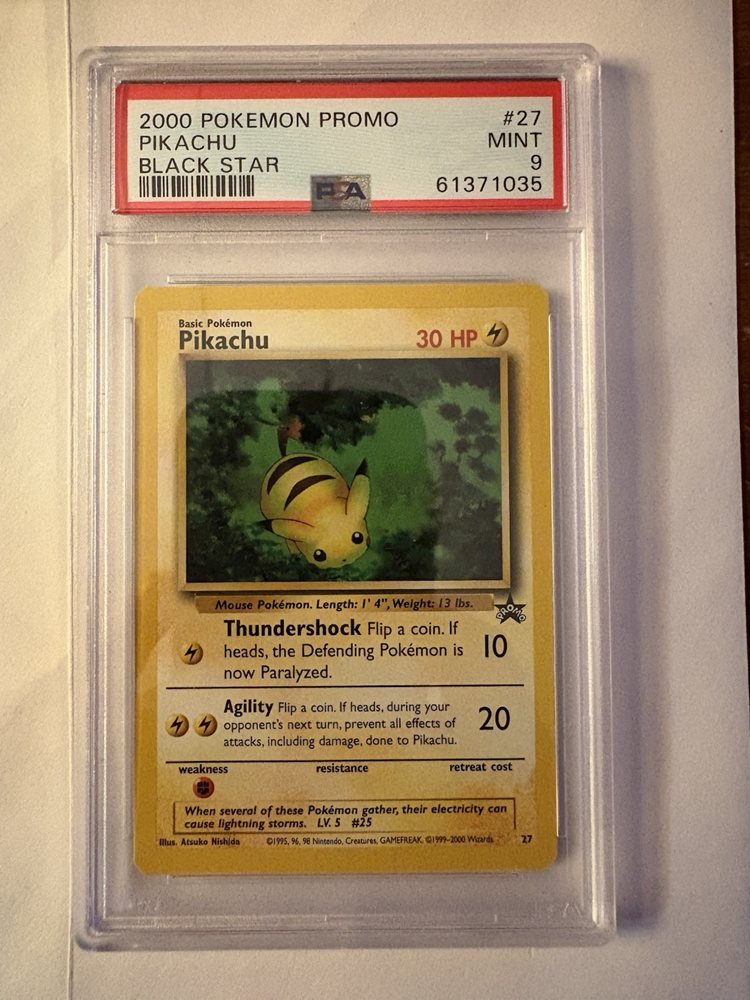 2000 POKEMON PROMO #27
PIKACHU MINT
BLACK STAR 9
PSA 61371035
Basic Pokémon
Pikachu 30 HP
Mouse Pokémon. Length: 1' 4", Weight: 13 lbs.
PROMO
Thundershock Flip a coin. If
heads, the Defending Pokémon is 10
now Paralyzed.
Agility Flip a coin. If heads, during your
opponent's next turn, prevent all effects of 20
attacks, including damage, done to Pikachu.
weakness resistance retreat cost
When several of these Pokémon gather, their electricity can
cause lightning storms. LV. 5 #25
Illus. Atsuko Nishida ©1995, 96, 98 Nintendo, Creatures, GAMEFREAK. ©1999-2000 Wizards. 27